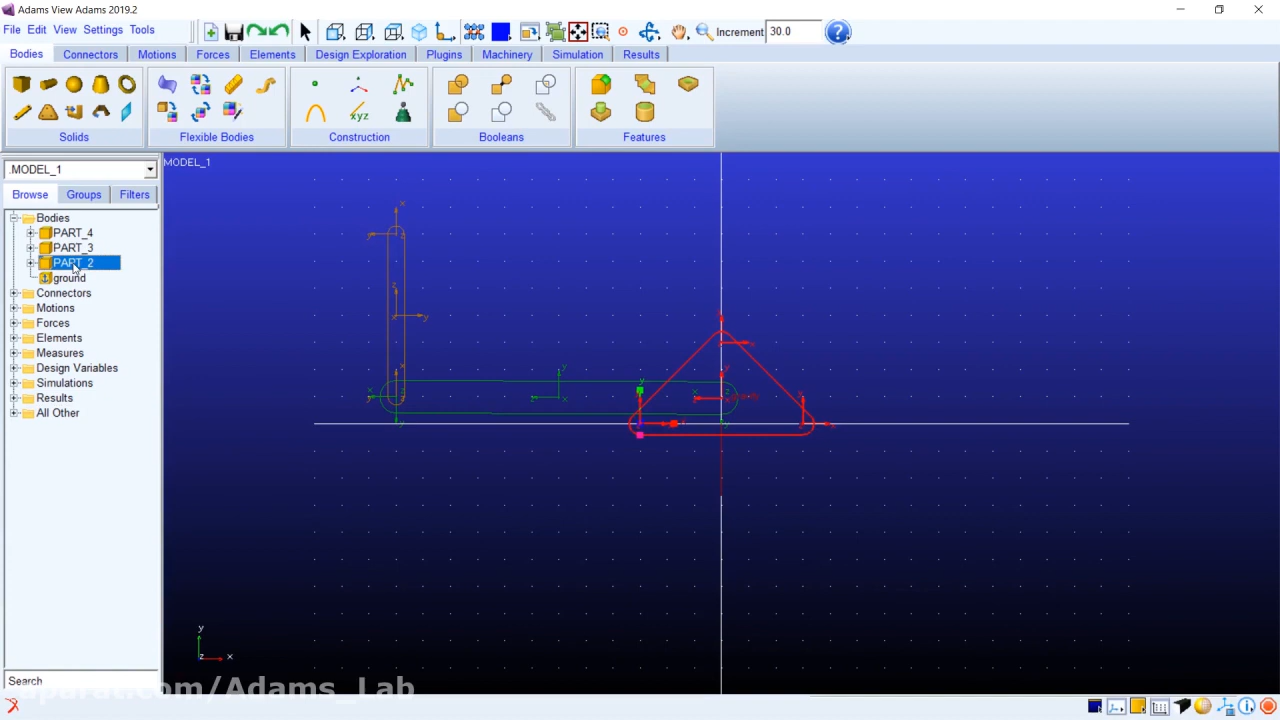 Adams View Adams 2019.2
File Edit View Settings Tools
Increment 30.0
Bodies Connectors Motions Forces Elements Design Exploration Plugins Machinery Simulation Results
xyz
Solids Flexible Bodies Construction Booleans Features
.MODEL_1
MODEL_1
Browse Groups Filters
Bodies
PART_4
PART_3
PART_2
ground
Connectors
Motions
Forces
Elements
Measures
Design Variables
Simulations
Results
All Other
y
z x
Search
aparat.com/Adams_Lab